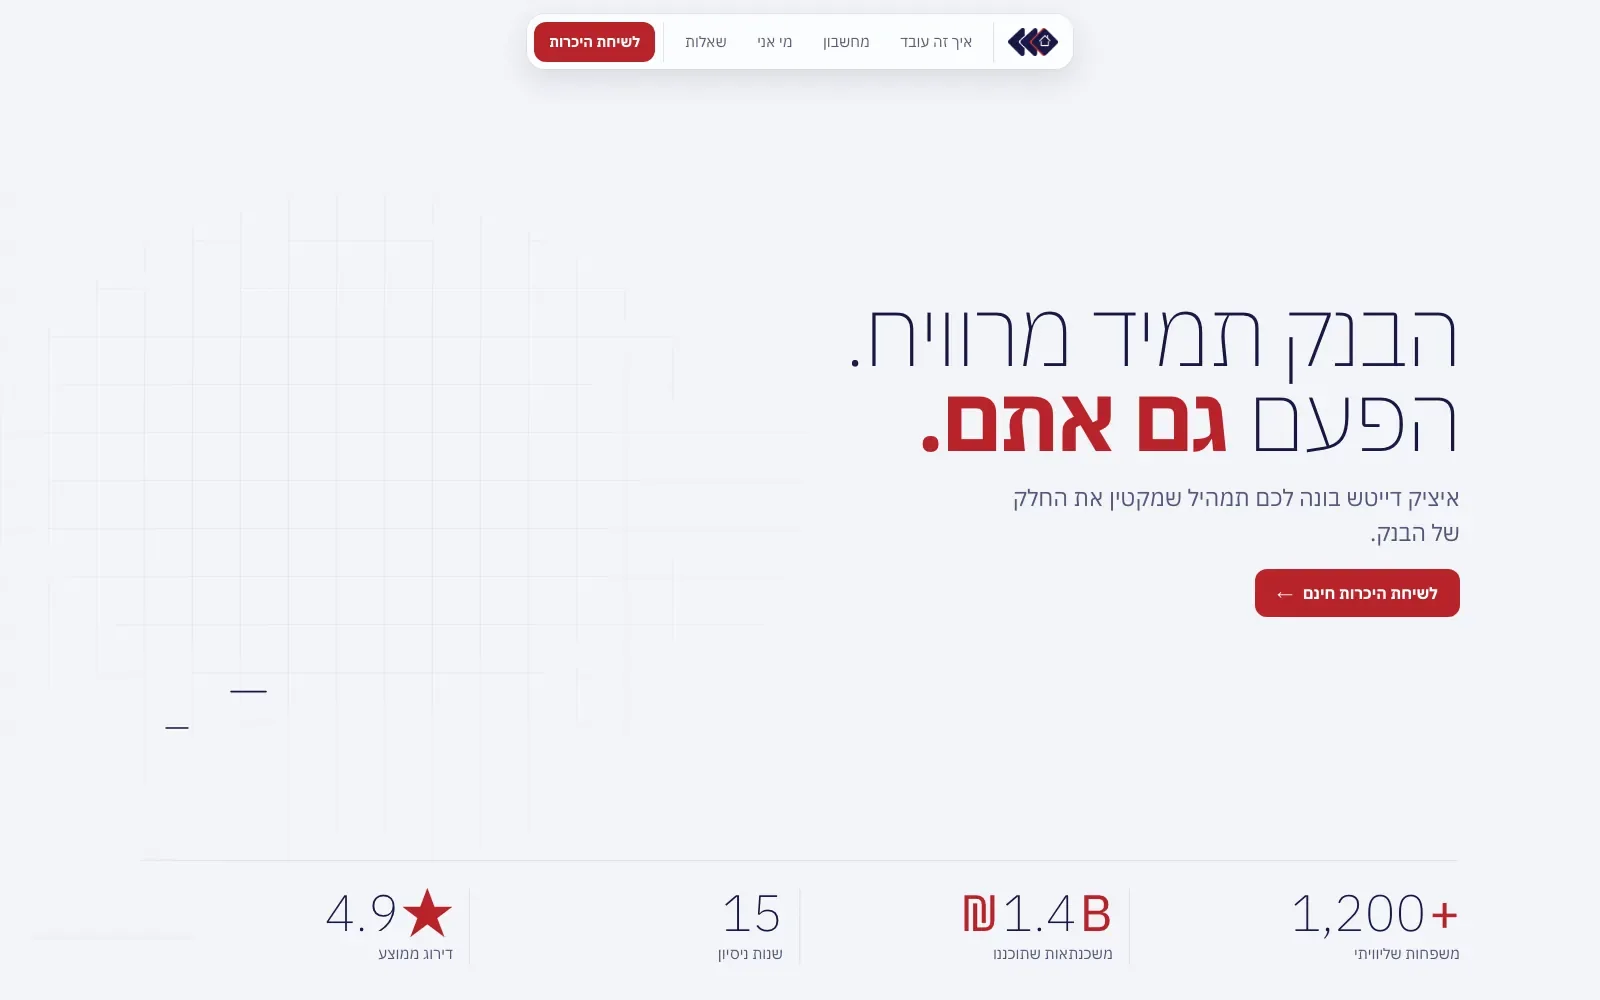 איך זה עובד
מחשבון
מי אני
שאלות
לשיחת היכרות
הבנק תמיד מרוויח.
הפעם גם אתם.
איציק דייטש בונה לכם תמהיל שמקטין את החלק
של הבנק.
לשיחת היכרות חינם ←
1,200+
משפחות שליוויתי
₪1.4B
משכנתאות שתוכננו
15
שנות ניסיון
4.9★
דירוג ממוצע